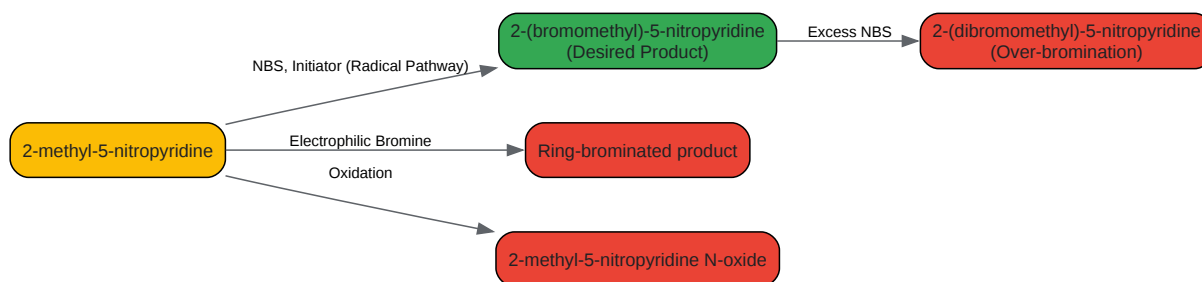 2-(bromomethyl)-5-nitropyridine
(Desired Product)
Excess NBS
2-(dibromomethyl)-5-nitropyridine
(Over-bromination)
NBS, Initiator (Radical Pathway)
2-methyl-5-nitropyridine
Electrophilic Bromine
Ring-brominated product
Oxidation
2-methyl-5-nitropyridine N-oxide